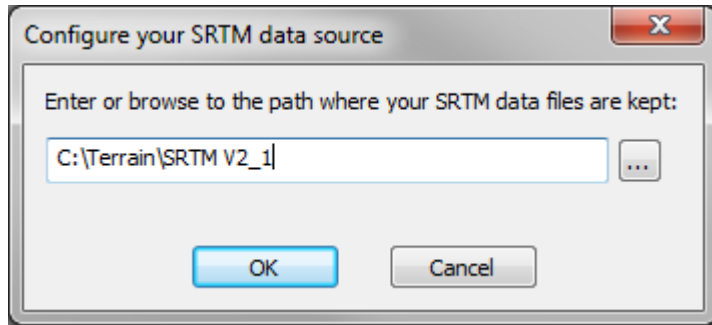 Configure your SRTM data source
Enter or browse to the path where your SRTM data files are kept:
C:\Terrain\SRTM V2_1
...
OK
Cancel